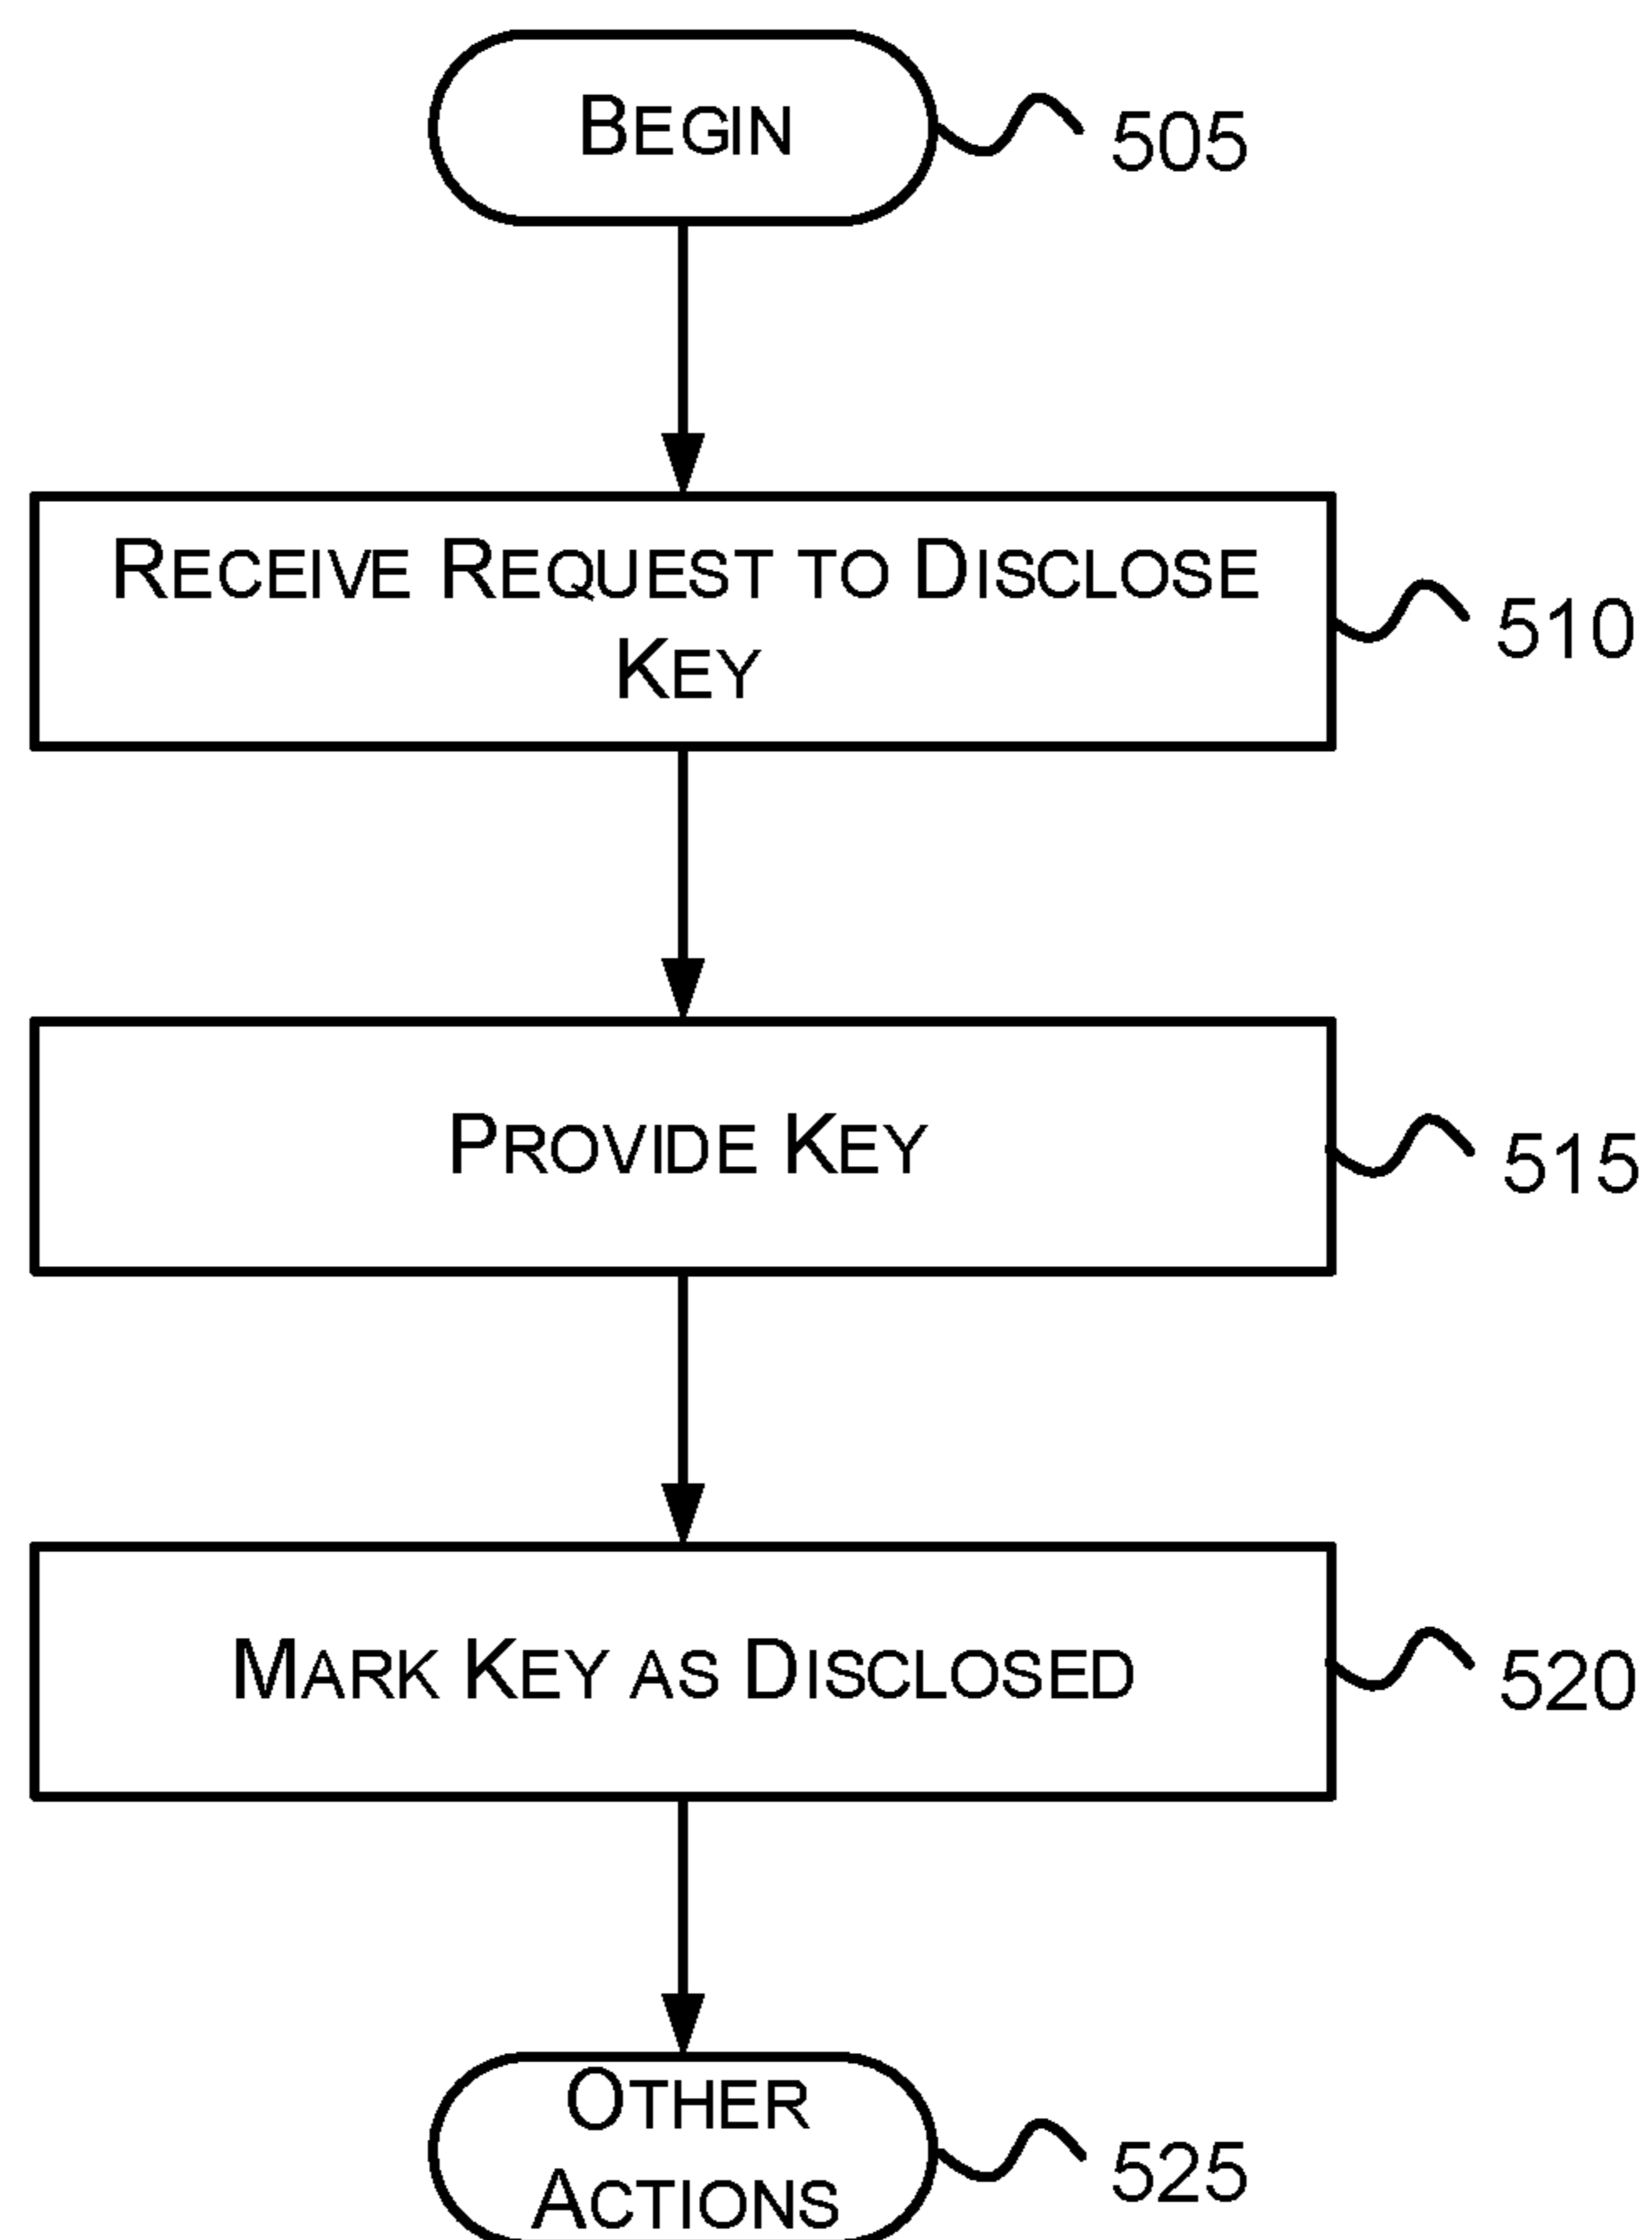 BEGIN
505
RECEIVE REQUEST TO DISCLOSE
KEY
510
PROVIDE KEY
515
MARK KEY AS DISCLOSED
520
OTHER
ACTIONS
525